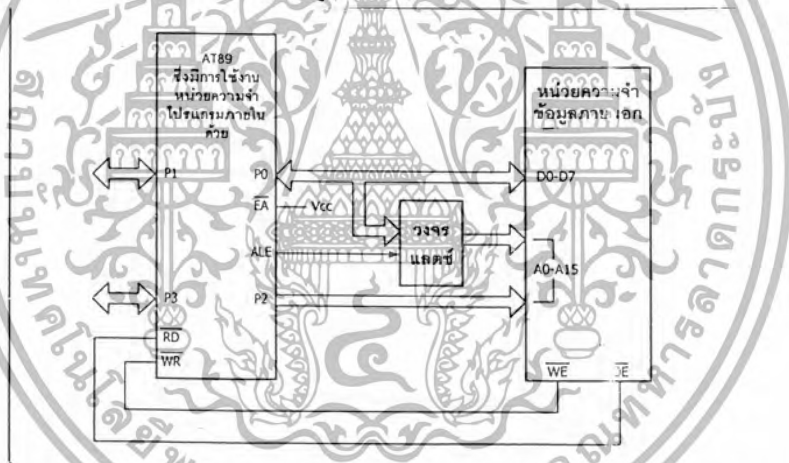 AT89
ซึ่งมีการใช้งาน
หน่วยความจำ
โปรแกรมภายใน
ด้วย
หน่วยความจำ
ข้อมูลภายนอก
P1
P0
D0-D7
EA
Vcc
วงจร
แลตช์
ALE
A0-A15
P3
P2
RD
WR
WE
OE